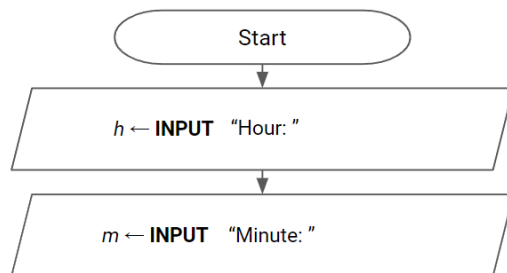 Start
h ← INPUT “Hour: ”
m ← INPUT “Minute: ”